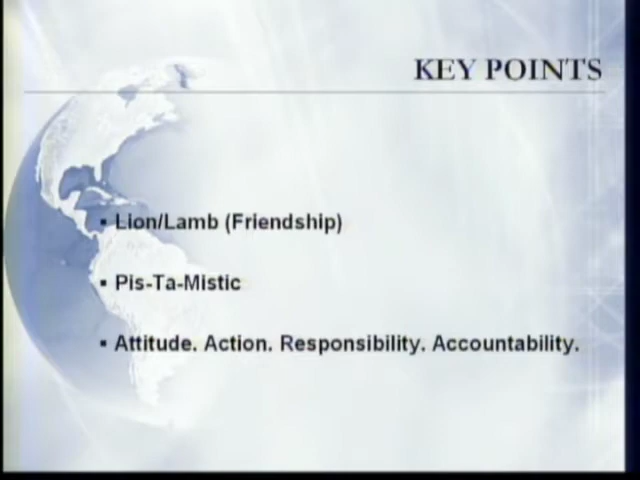 KEY POINTS
▪ Lion/Lamb (Friendship)
▪ Pis-Ta-Mistic
▪ Attitude. Action. Responsibility. Accountability.